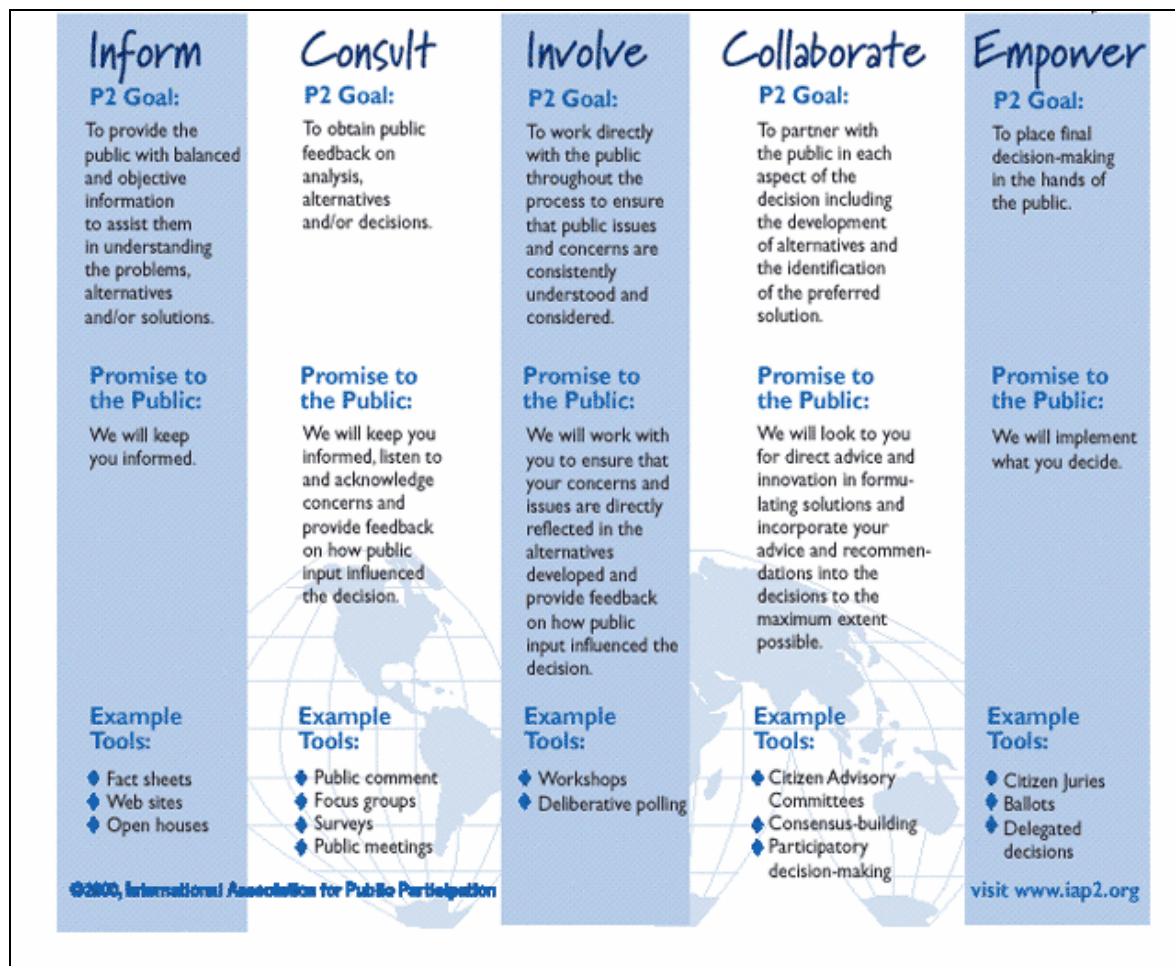 Inform
P2 Goal:
To provide the
public with balanced
and objective
information
to assist them
in understanding
the problems,
alternatives
and/or solutions.
Promise to
the Public:
We will keep
you informed.
Example
Tools:
Fact sheets
Web sites
Open houses
Consult
P2 Goal:
To obtain public
feedback on
analysis,
alternatives
and/or decisions.
Promise to
the Public:
We will keep you
informed, listen to
and acknowledge
concerns and
provide feedback
on how public
input influenced
the decision.
Example
Tools:
Public comment
Focus groups
Surveys
Public meetings
Involve
P2 Goal:
To work directly
with the public
throughout the
process to ensure
that public issues
and concerns are
consistently
understood and
considered.
Promise to
the Public:
We will work with
you to ensure that
your concerns and
issues are directly
reflected in the
alternatives
developed and
provide feedback
on how public
input influenced the
decision.
Example
Tools:
Workshops
Deliberative polling
Collaborate
P2 Goal:
To partner with
the public in each
aspect of the
decision including
the development
of alternatives and
the identification
of the preferred
solution.
Promise to
the Public:
We will look to you
for direct advice and
innovation in formu-
lating solutions and
incorporate your
advice and recommen-
dations into the
decisions to the
maximum extent
possible.
Example
Tools:
Citizen Advisory
Committees
Consensus-building
Participatory
decision-making
Empower
P2 Goal:
To place final
decision-making
in the hands of
the public.
Promise to
the Public:
We will implement
what you decide.
Example
Tools:
Citizen Juries
Ballots
Delegated
decisions
©2000, International Association for Public Participation
visit www.iap2.org